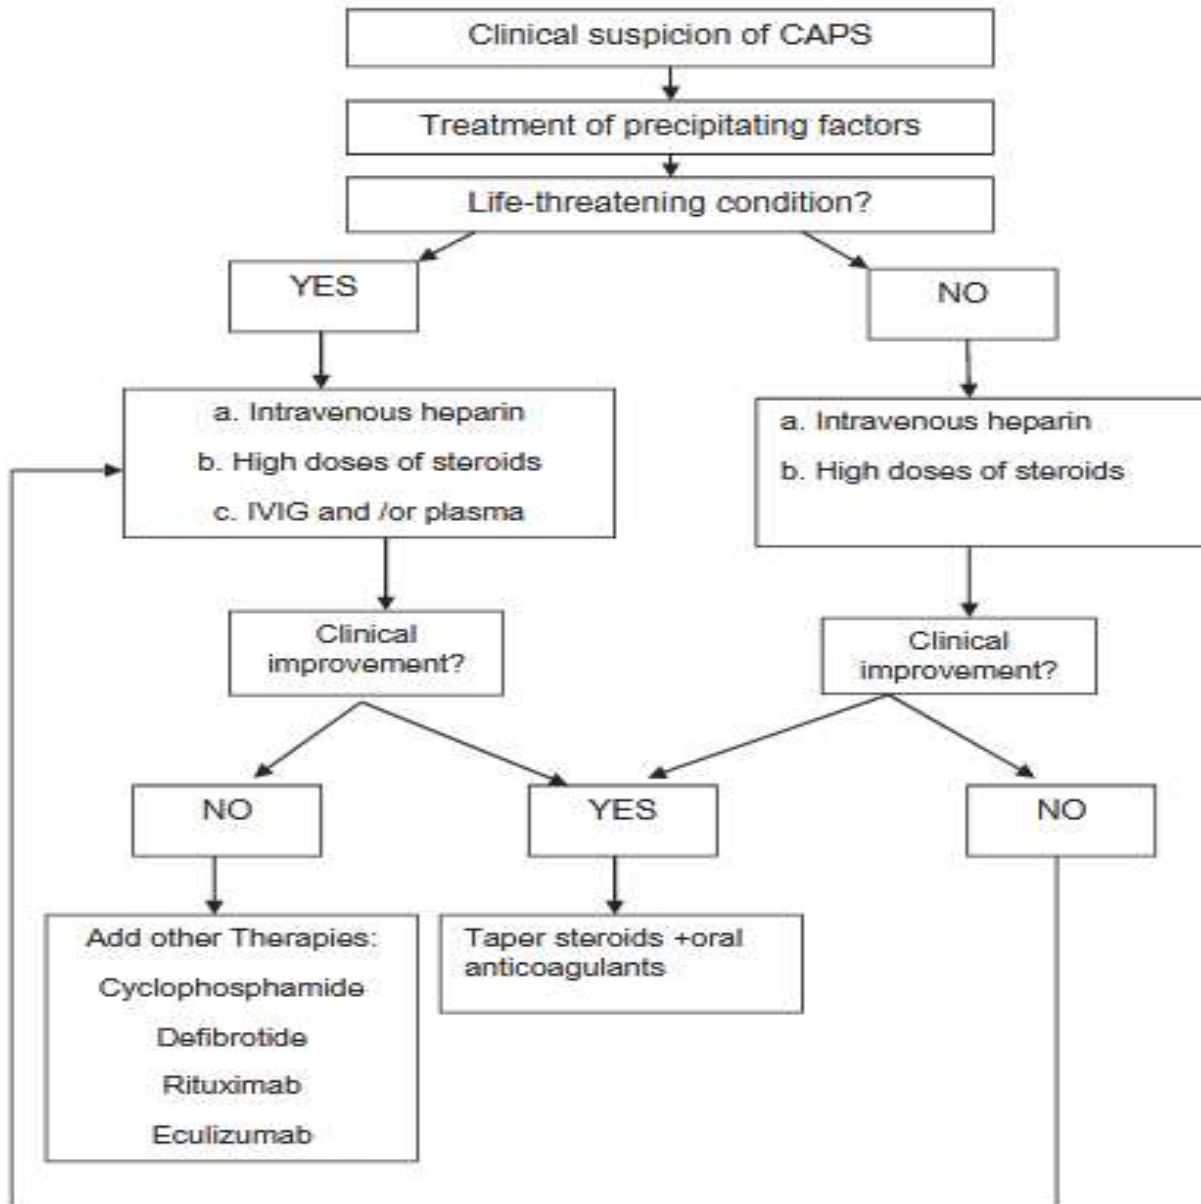 Clinical suspicion of CAPS
Treatment of precipitating factors
Life-threatening condition?
YES
NO
a. Intravenous heparin
b. High doses of steroids
c. IVIG and /or plasma
a. Intravenous heparin
b. High doses of steroids
Clinical
improvement?
Clinical
improvement?
NO
YES
NO
Add other Therapies:
Cyclophosphamide
Defibrotide
Rituximab
Eculizumab
Taper steroids +oral
anticoagulants